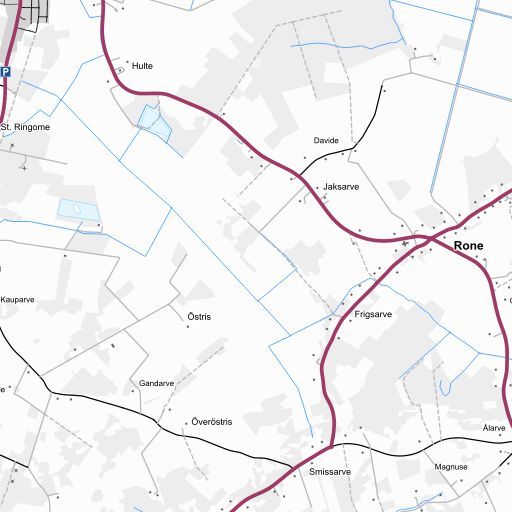 Hulte
P
St. Ringome
Davide
Jaksarve
Rone
Kauparve
Östris
Frigsarve
Gandarve
Överöstris
Alarve
Magnuse
Smissarve